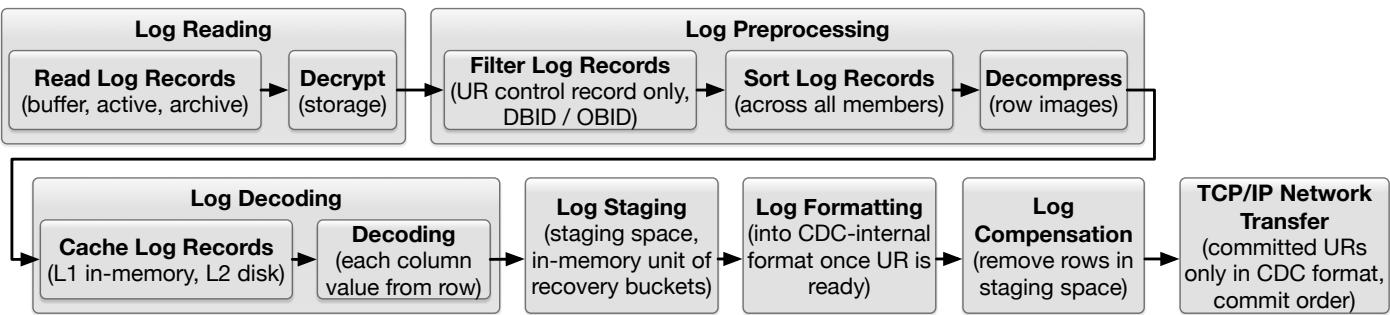 Log Reading
Read Log Records
(buffer, active, archive)
Decrypt
(storage)
Log Preprocessing
Filter Log Records
(UR control record only,
DBID / OBID)
Sort Log Records
(across all members)
Decompress
(row images)
Log Decoding
Cache Log Records
(L1 in-memory, L2 disk)
Decoding
(each column
value from row)
Log Staging
(staging space,
in-memory unit of
recovery buckets)
Log Formatting
(into CDC-internal
format once UR is
ready)
Log
Compensation
(remove rows in
staging space)
TCP/IP Network
Transfer
(committed URs
only in CDC format,
commit order)